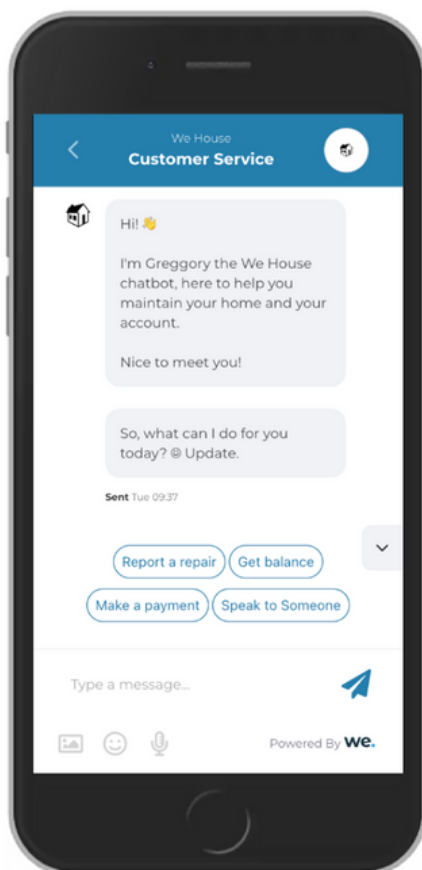 We House
Customer Service
Hi! 👋
I'm Greggory the We House
chatbot, here to help you
maintain your home and your
account.
Nice to meet you!
So, what can I do for you
today? 😀 Update.
Sent Tue 09:37
Report a repair
Get balance
Make a payment
Speak to Someone
Type a message...
Powered By we.